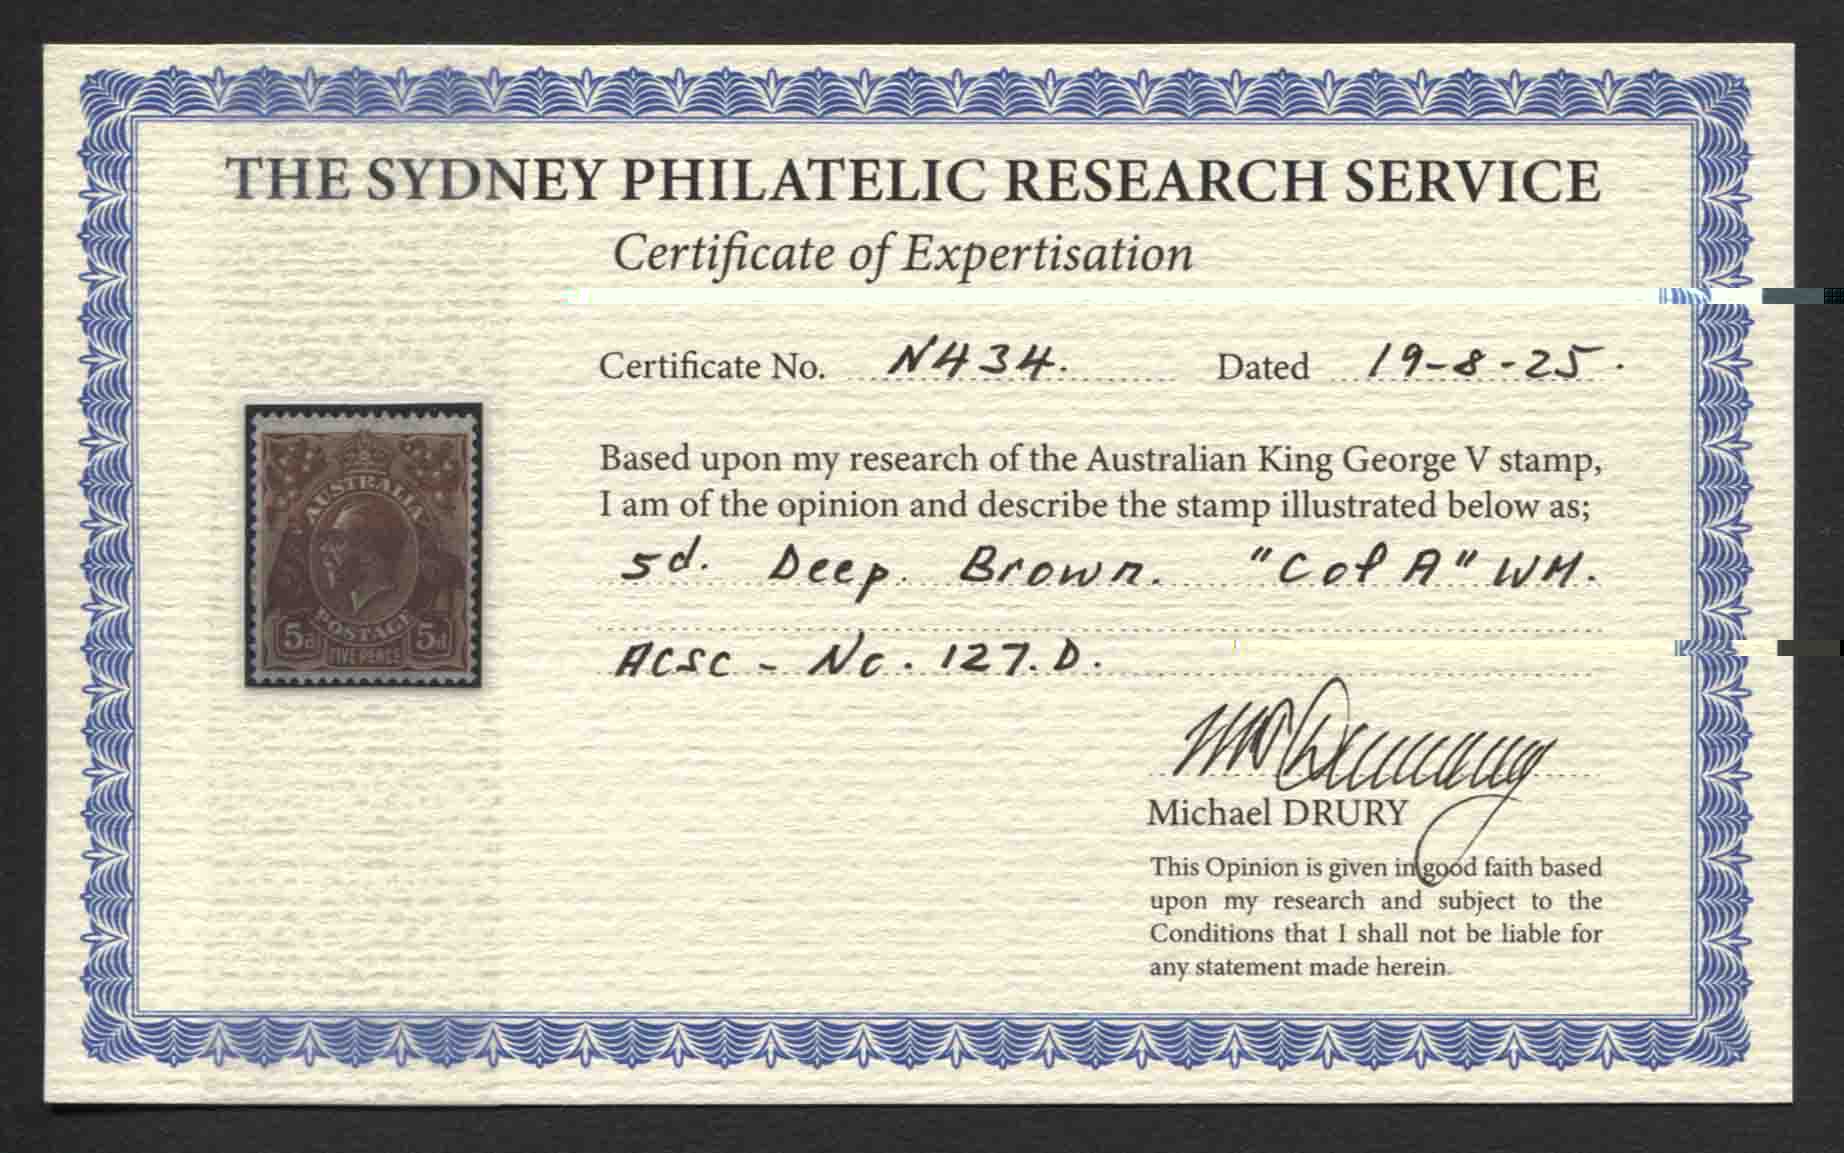 THE SYDNEY PHILATELIC RESEARCH SERVICE
Certificate of Expertisation
Certificate No. N434. Dated 19-8-25.
Based upon my research of the Australian King George V stamp,
I am of the opinion and describe the stamp illustrated below as;
5d. Deep Brown. "C of A" WM.
ACSC - No. 127.D.
AUSTRALIA
POSTAGE
5d 5d
FIVE PENCE
Michael DRURY
This Opinion is given in good faith based
upon my research and subject to the
Conditions that I shall not be liable for
any statement made herein.